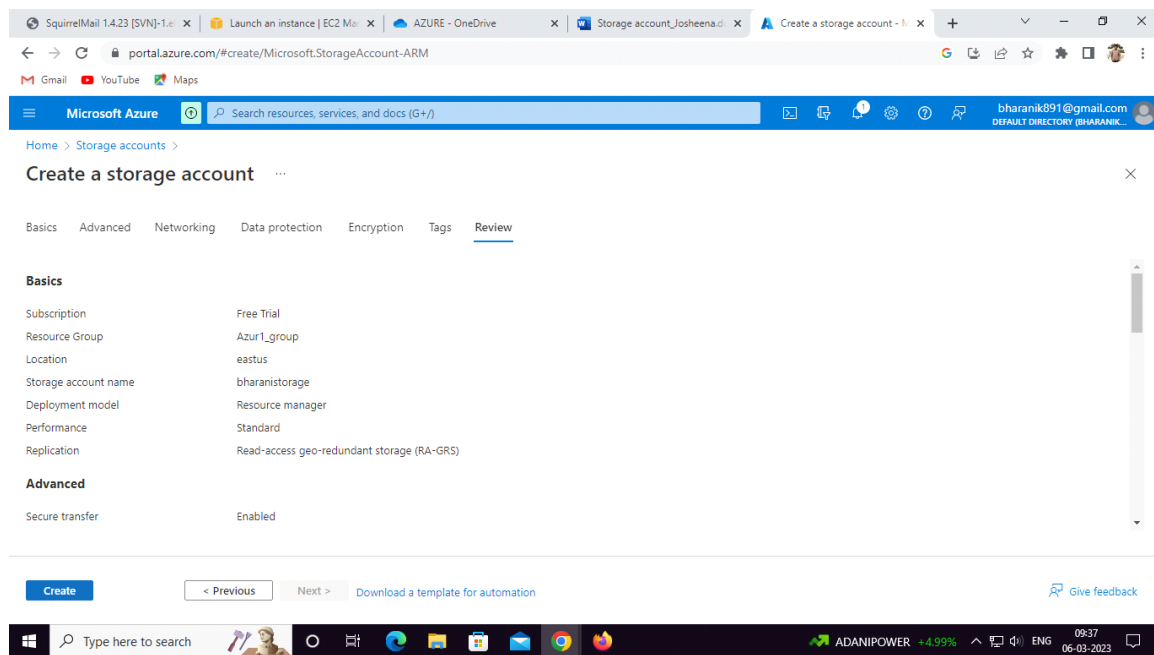 SquirrelMail 1.4.23 [SVN]-1.el
Launch an instance | EC2 Man
AZURE - OneDrive
Storage account_Josheena.do
Create a storage account - M
portal.azure.com/#create/Microsoft.StorageAccount-ARM
Gmail YouTube Maps
Microsoft Azure Search resources, services, and docs (G+/) 1 bharanik891@gmail.com
DEFAULT DIRECTORY (BHARANIK...
Home > Storage accounts >
Create a storage account ...
Basics Advanced Networking Data protection Encryption Tags Review
Basics
Subscription Free Trial
Resource Group Azur1_group
Location eastus
Storage account name bharanistorage
Deployment model Resource manager
Performance Standard
Replication Read-access geo-redundant storage (RA-GRS)
Advanced
Secure transfer Enabled
Create < Previous Next > Download a template for automation Give feedback
Type here to search ADANIPOWER +4.99% ENG 09:37
06-03-2023